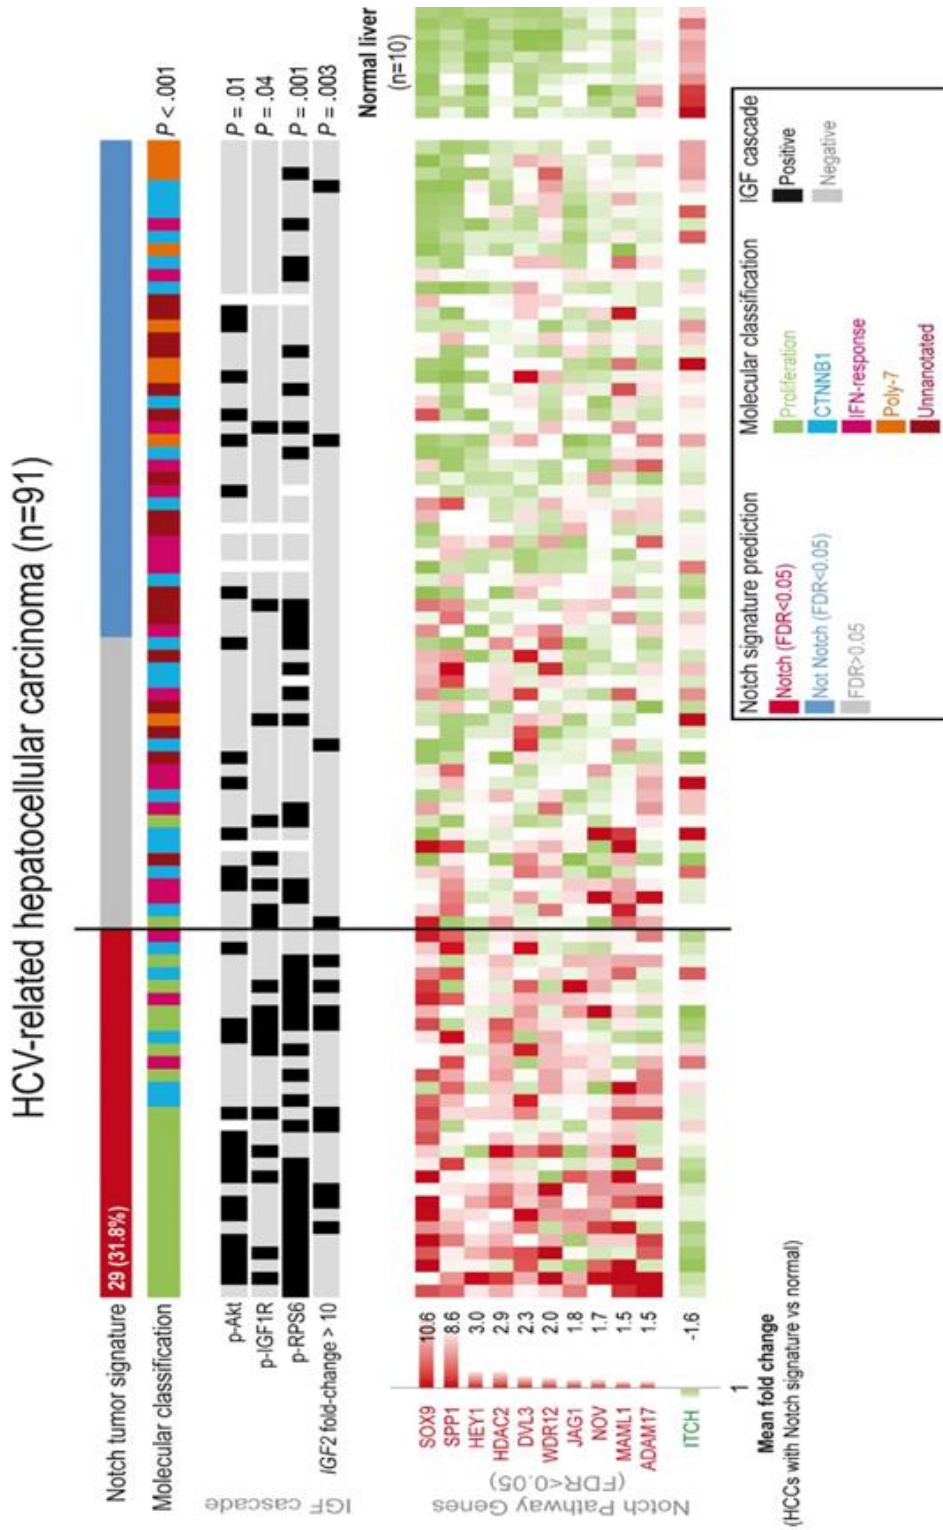 HCV-related hepatocellular carcinoma (n=91)
Notch tumor signature
29 (31.8%)
Molecular classification
P < .001
IGF
cascade
p-Akt
P = .01
p-IGF1R
P = .04
p-RPS6
P = .001
IGF2 fold-change > 10
P = .003
Normal liver
(n=10)
Notch Pathway Genes
(FDR<0.05)
SOX9 10.6
SPP1 8.6
HEY1 3.0
HDAC2 2.9
DVL3 2.3
WDR12 2.0
JAG1 1.8
NOV 1.7
MAML1 1.5
ADAM17 1.5
ITCH -1.6
1
Mean fold change
(HCCs with Notch signature vs normal)
Notch signature prediction
Notch (FDR<0.05)
Not Notch (FDR<0.05)
FDR>0.05
Molecular classification
Proliferation
CTNNB1
IFN-response
Poly-7
Unnanotated
IGF cascade
Positive
Negative